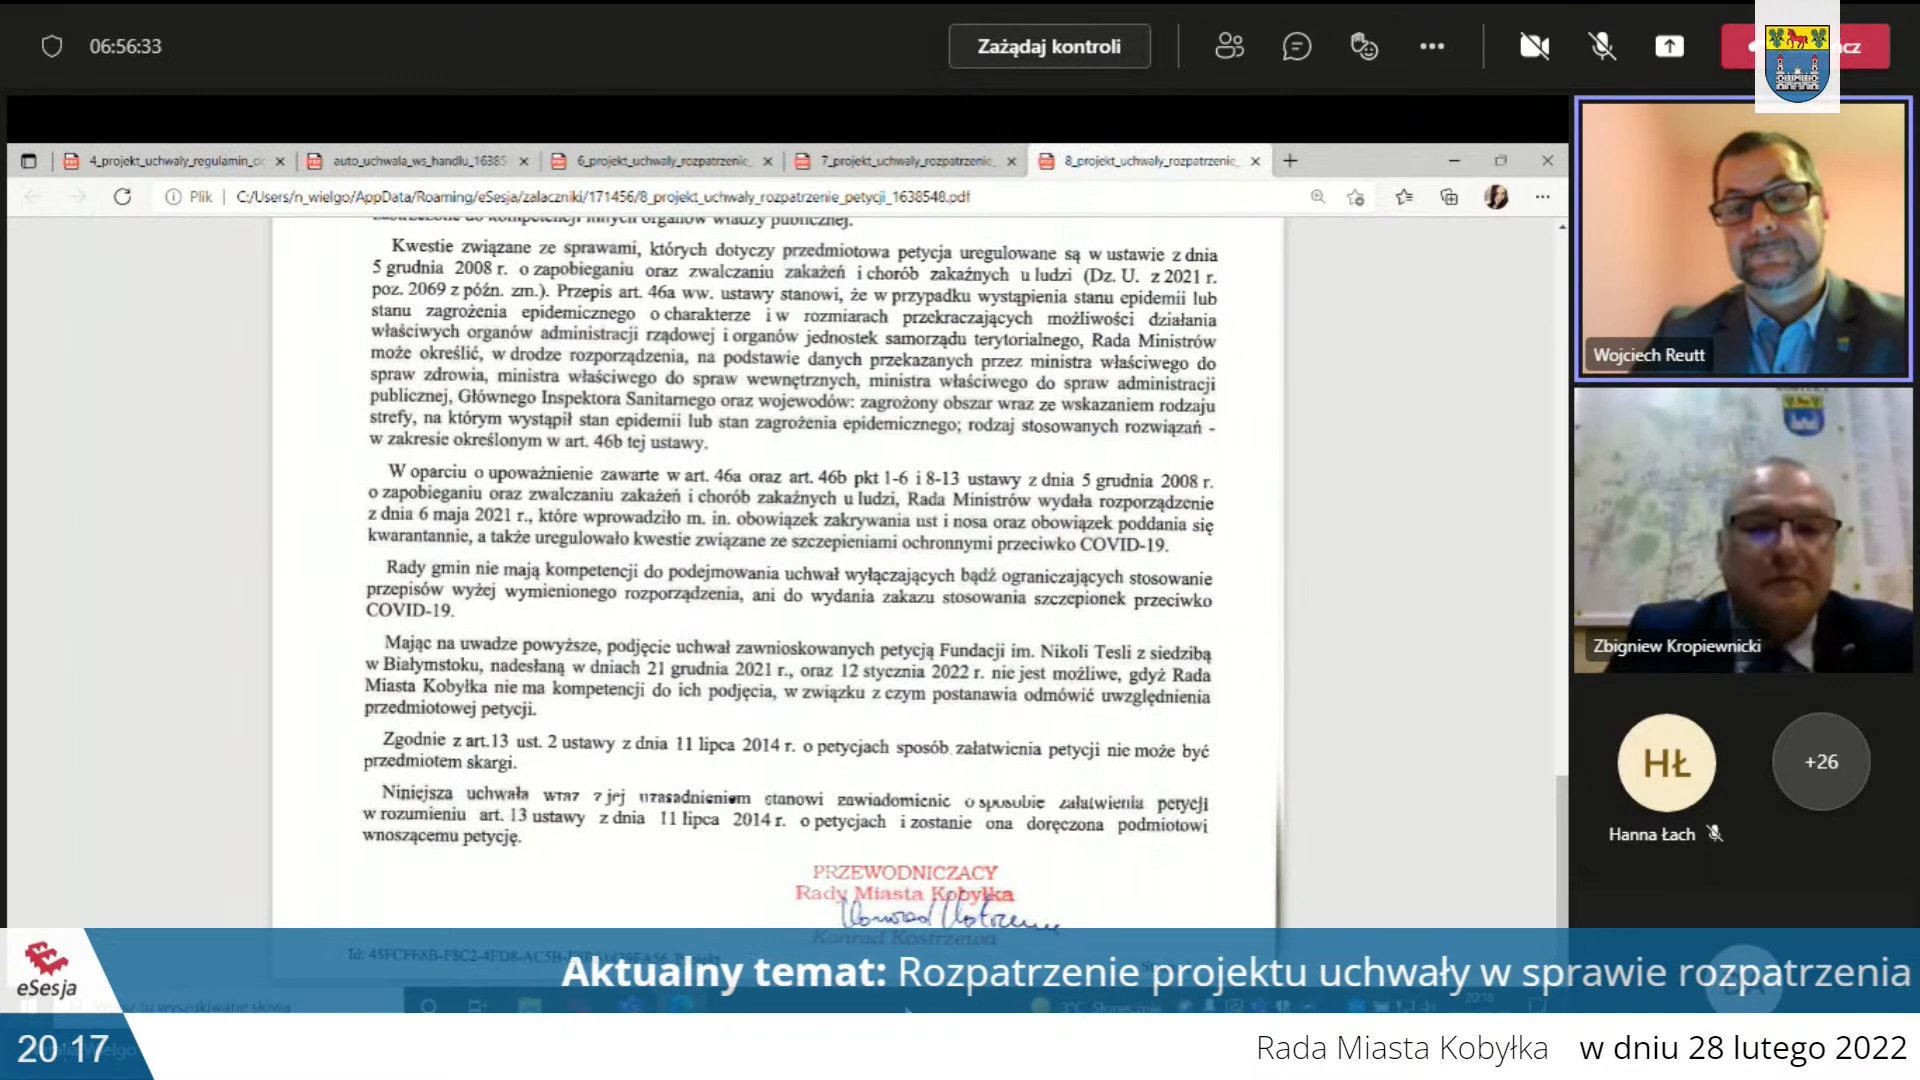 06:56:33
Zażądaj kontroli
cz
4_projekt_uchwaly_regulamin_
auto_uchwala_ws_handlu_16385
6_projekt_uchwaly_rozpatrzenie_
7_projekt_uchwaly_rozpatrzenie_
8_projekt_uchwaly_rozpatrzenie_
Plik
C:/Users/n_wielgo/AppData/Roaming/eSesja/zalaczniki/171456/8_projekt_uchwaly_rozpatrzenie_petycji_1638548.pdf
zastrzeżone do kompetencji innych organów władzy publicznej.
Kwestie związane ze sprawami, których dotyczy przedmiotowa petycja uregulowane są w ustawie z dnia
5 grudnia 2008 r. o zapobieganiu oraz zwalczaniu zakażeń i chorób zakaźnych u ludzi (Dz. U. z 2021 r.
poz. 2069 z późn. zm.). Przepis art. 46a ww. ustawy stanowi, że w przypadku wystąpienia stanu epidemii lub
stanu zagrożenia epidemicznego o charakterze i w rozmiarach przekraczających możliwości działania
właściwych organów administracji rządowej i organów jednostek samorządu terytorialnego, Rada Ministrów
może określić, w drodze rozporządzenia, na podstawie danych przekazanych przez ministra właściwego do
spraw zdrowia, ministra właściwego do spraw wewnętrznych, ministra właściwego do spraw administracji
publicznej, Głównego Inspektora Sanitarnego oraz wojewodów: zagrożony obszar wraz ze wskazaniem rodzaju
strefy, na którym wystąpił stan epidemii lub stan zagrożenia epidemicznego; rodzaj stosowanych rozwiązań -
w zakresie określonym w art. 46b tej ustawy.
W oparciu o upoważnienie zawarte w art. 46a oraz art. 46b pkt 1-6 i 8-13 ustawy z dnia 5 grudnia 2008 r.
o zapobieganiu oraz zwalczaniu zakażeń i chorób zakaźnych u ludzi, Rada Ministrów wydała rozporządzenie
z dnia 6 maja 2021 r., które wprowadziło m. in. obowiązek zakrywania ust i nosa oraz obowiązek poddania się
kwarantannie, a także uregulowało kwestie związane ze szczepieniami ochronnymi przeciwko COVID-19.
Rady gmin nie mają kompetencji do podejmowania uchwał wyłączających bądź ograniczających stosowanie
przepisów wyżej wymienionego rozporządzenia, ani do wydania zakazu stosowania szczepionek przeciwko
COVID-19.
Mając na uwadze powyższe, podjęcie uchwał zawnioskowanych petycją Fundacji im. Nikoli Tesli z siedzibą
w Białymstoku, nadesłaną w dniach 21 grudnia 2021 r., oraz 12 stycznia 2022 r. nie jest możliwe, gdyż Rada
Miasta Kobyłka nie ma kompetencji do ich podjęcia, w związku z czym postanawia odmówić uwzględnienia
przedmiotowej petycji.
Zgodnie z art.13 ust. 2 ustawy z dnia 11 lipca 2014 r. o petycjach sposób załatwienia petycji nie może być
przedmiotem skargi.
Niniejsza uchwała wraz z jej uzasadnieniem stanowi zawiadomienie o sposobie załatwienia petycji
w rozumieniu art. 13 ustawy z dnia 11 lipca 2014 r. o petycjach i zostanie ona doręczona podmiotowi
wnoszącemu petycję.
PRZEWODNICZĄCY
Rady Miasta Kobyłka
Konrad Kostrzewa
Wojciech Reutt
Zbigniew Kropiewnicki
HŁ
+26
Hanna Łach
eSesja
Aktualny temat: Rozpatrzenie projektu uchwały w sprawie rozpatrzenia
20:17
Rada Miasta Kobyłka w dniu 28 lutego 2022